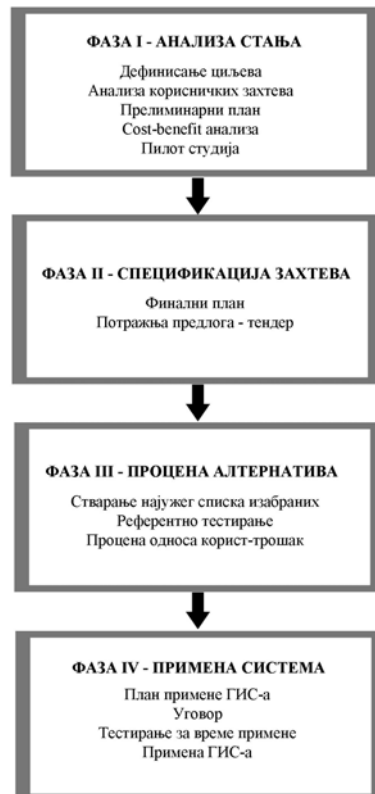 ФАЗА I - АНАЛИЗА СТАЊА
Дефинисање циљева
Анализа корисничких захтева
Прелиминарни план
Cost-benefit анализа
Пилот студија
ФАЗА II - СПЕЦИФИКАЦИЈА ЗАХТЕВА
Финални план
Потражња предлога - тендер
ФАЗА III - ПРОЦЕНА АЛТЕРНАТИВА
Стварање најужег списка изабраних
Референтно тестирање
Процена односа корист-трошак
ФАЗА IV - ПРИМЕНА СИСТЕМА
План примене ГИС-а
Уговор
Тестирање за време примене
Примена ГИС-а